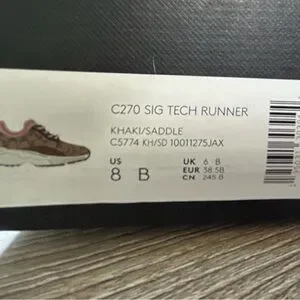 C270 SIG TECH RUNNER
KHAKI/SADDLE
C5774 KH/SD 10011275JAX
US
8 B
UK 6 B
EUR 38.5B
CN 245 B